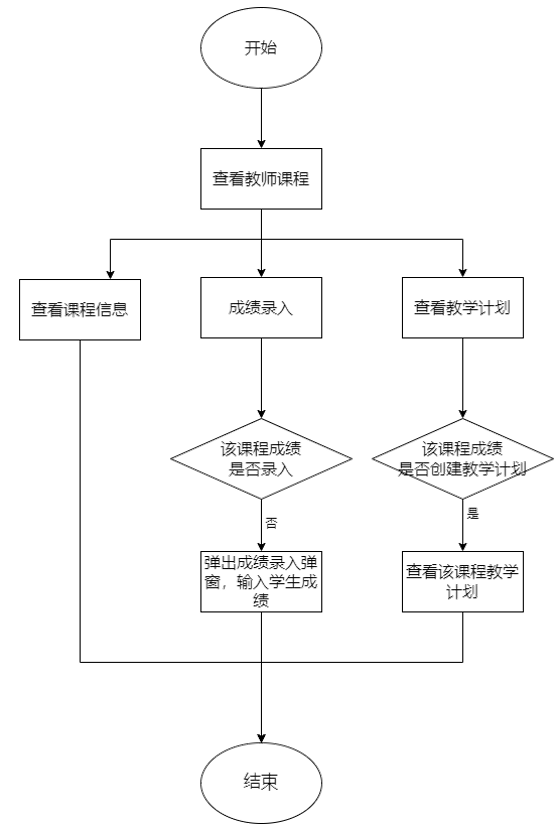 开始
查看教师课程
查看课程信息
成绩录入
查看教学计划
该课程成绩
是否录入
该课程成绩
是否创建教学计划
否
是
弹出成绩录入弹
窗，输入学生成
绩
查看该课程教学
计划
结束